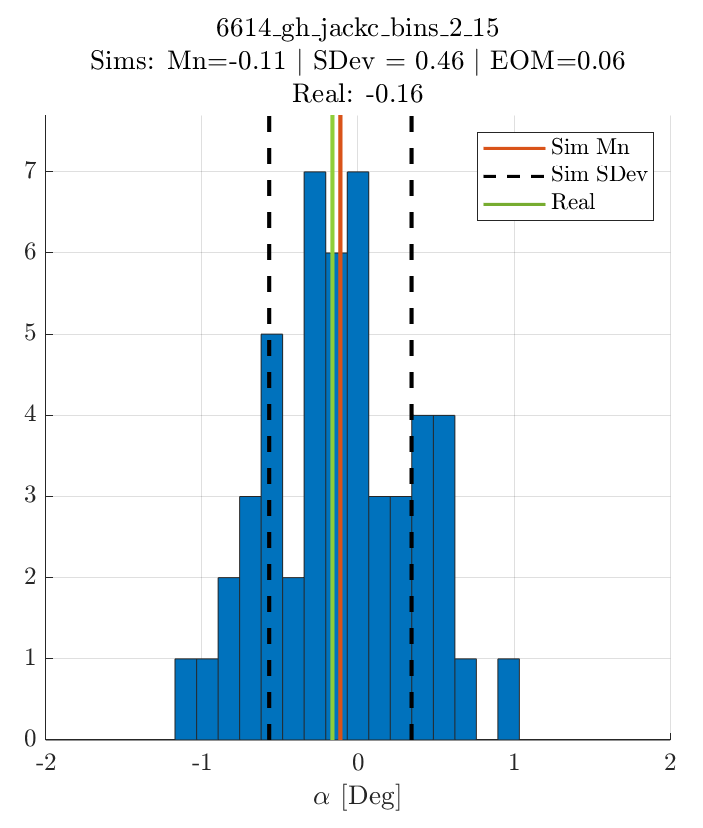 6614_gh_jackc_bins_2_15
Sims: Mn=-0.11 | SDev = 0.46 | EOM=0.06
Real: -0.16
Sim Mn
Sim SDev
Real
7
6
5
4
3
2
1
0
-2 -1 0 1 2
α [Deg]